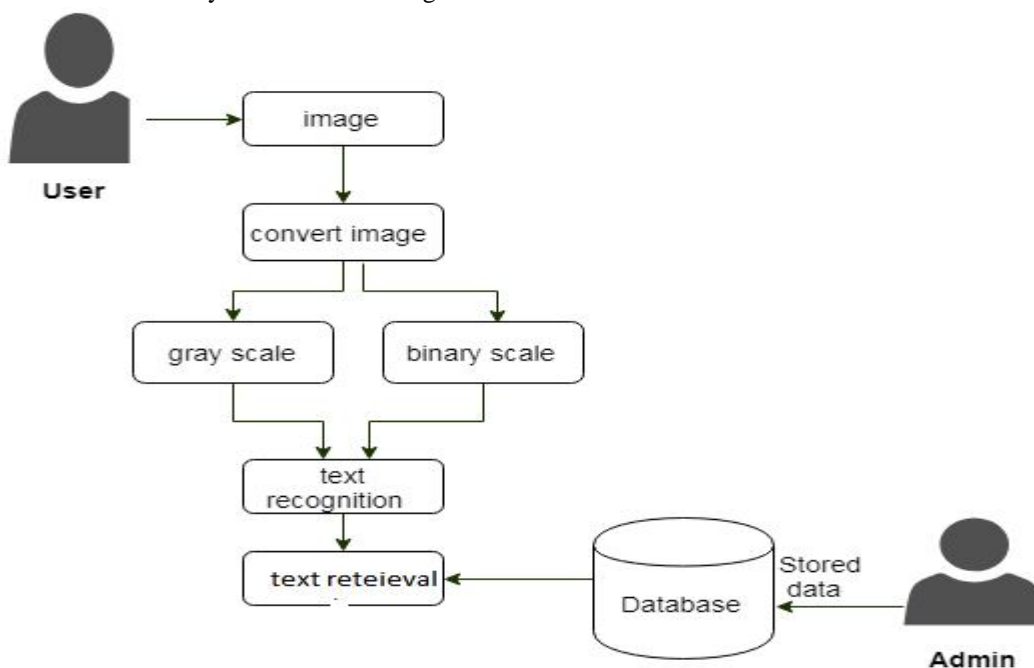 image
User
convert image
gray scale
binary scale
text
recognition
text reteieval
Stored
data
Database
Admin